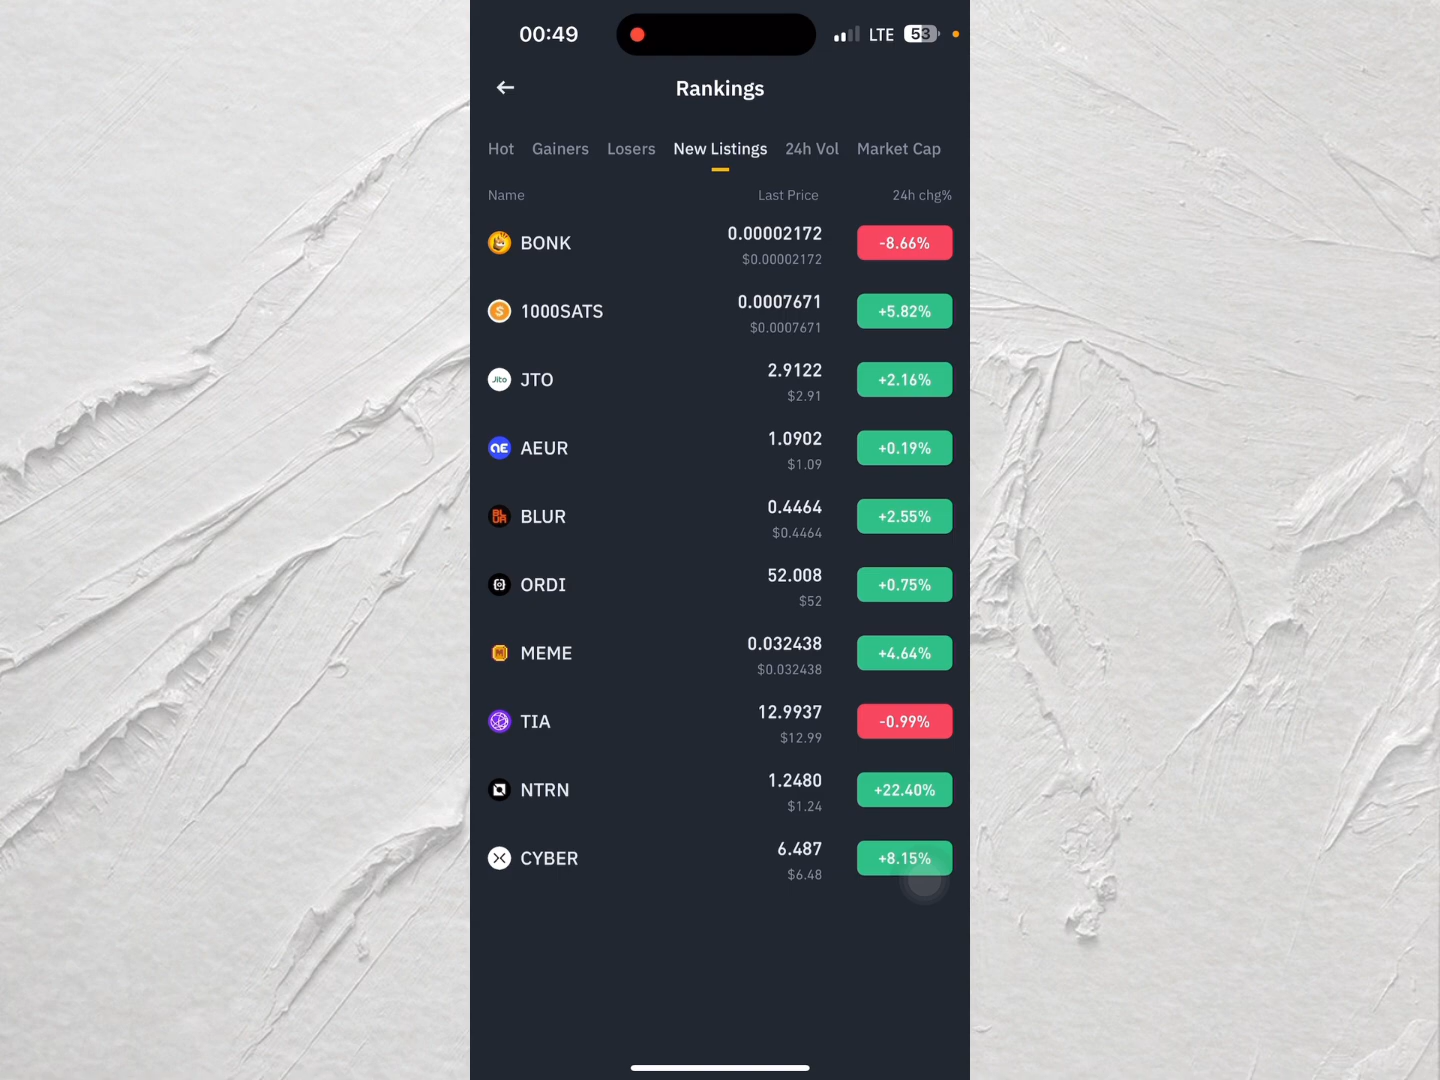 00:49 LTE 53
Rankings
Hot Gainers Losers New Listings 24h Vol Market Cap
Name Last Price 24h chg%
BONK 0.00002172 -8.66%
$0.00002172
S 1000SATS 0.0007671 +5.82%
$0.0007671
Jito JTO 2.9122 +2.16%
$2.91
AE AEUR 1.0902 +0.19%
$1.09
BLUR BLUR 0.4464 +2.55%
$0.4464
ORDI 52.008 +0.75%
$52
M MEME 0.032438 +4.64%
$0.032438
TIA 12.9937 -0.99%
$12.99
NTRN 1.2480 +22.40%
$1.24
CYBER 6.487 +8.15%
$6.48